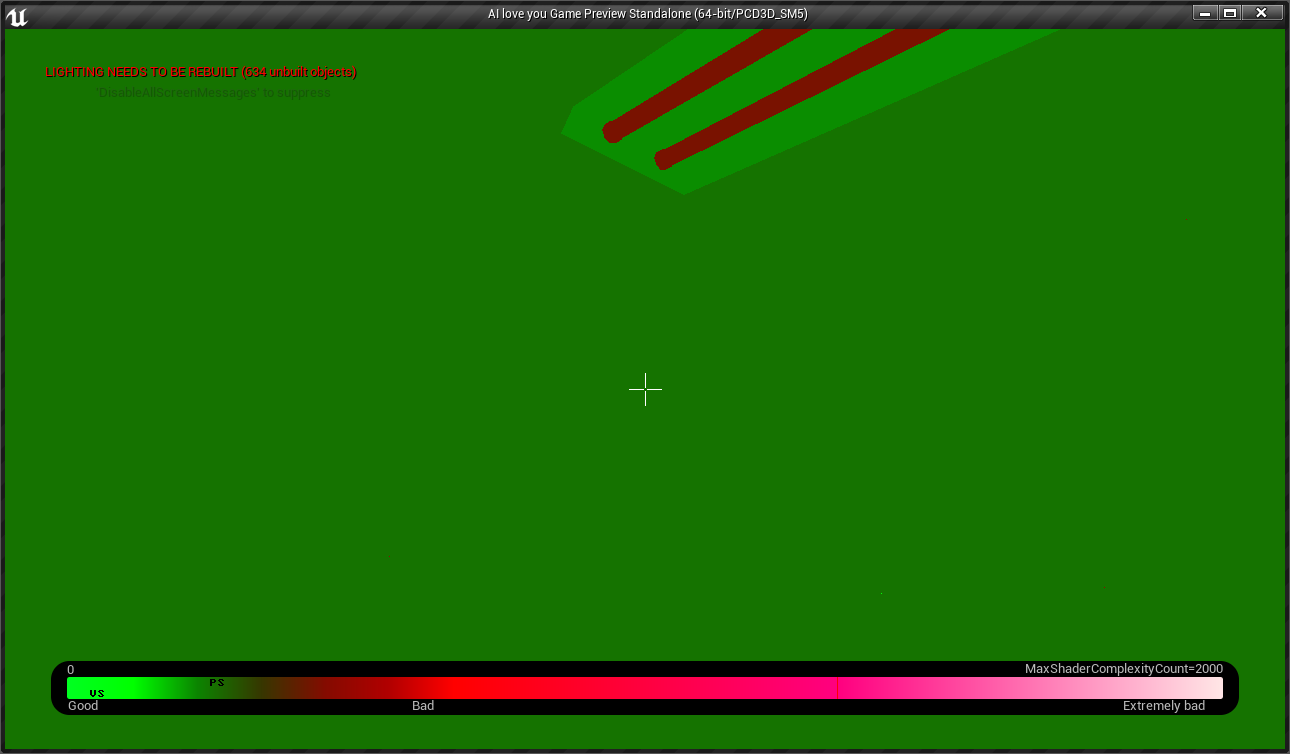 AI love you Game Preview Standalone (64-bit/PCD3D_SM5)
LIGHTING NEEDS TO BE REBUILT (634 unbuilt objects)
'DisableAllScreenMessages' to suppress
0 MaxShaderComplexityCount=2000
PS
VS
Good Bad Extremely bad